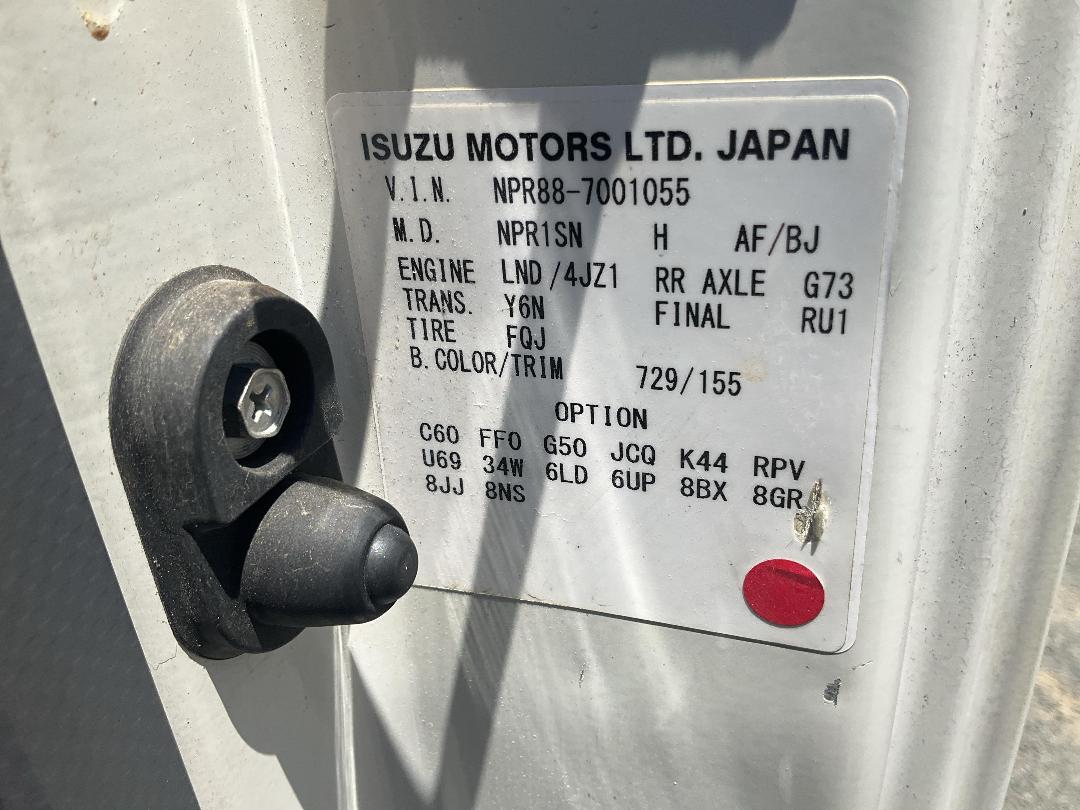 ISUZU MOTORS LTD. JAPAN
V.I.N. NPR88-7001055
M.D. NPR1SN H AF/BJ
ENGINE LND/4JZ1 RR AXLE G73
TRANS. Y6N FINAL RU1
TIRE FQJ
B.COLOR/TRIM 729/155
OPTION
C60 FF0 G50 JCQ K44 RPV
U69 34W 6LD 6UP 8BX 8GR
8JJ 8NS